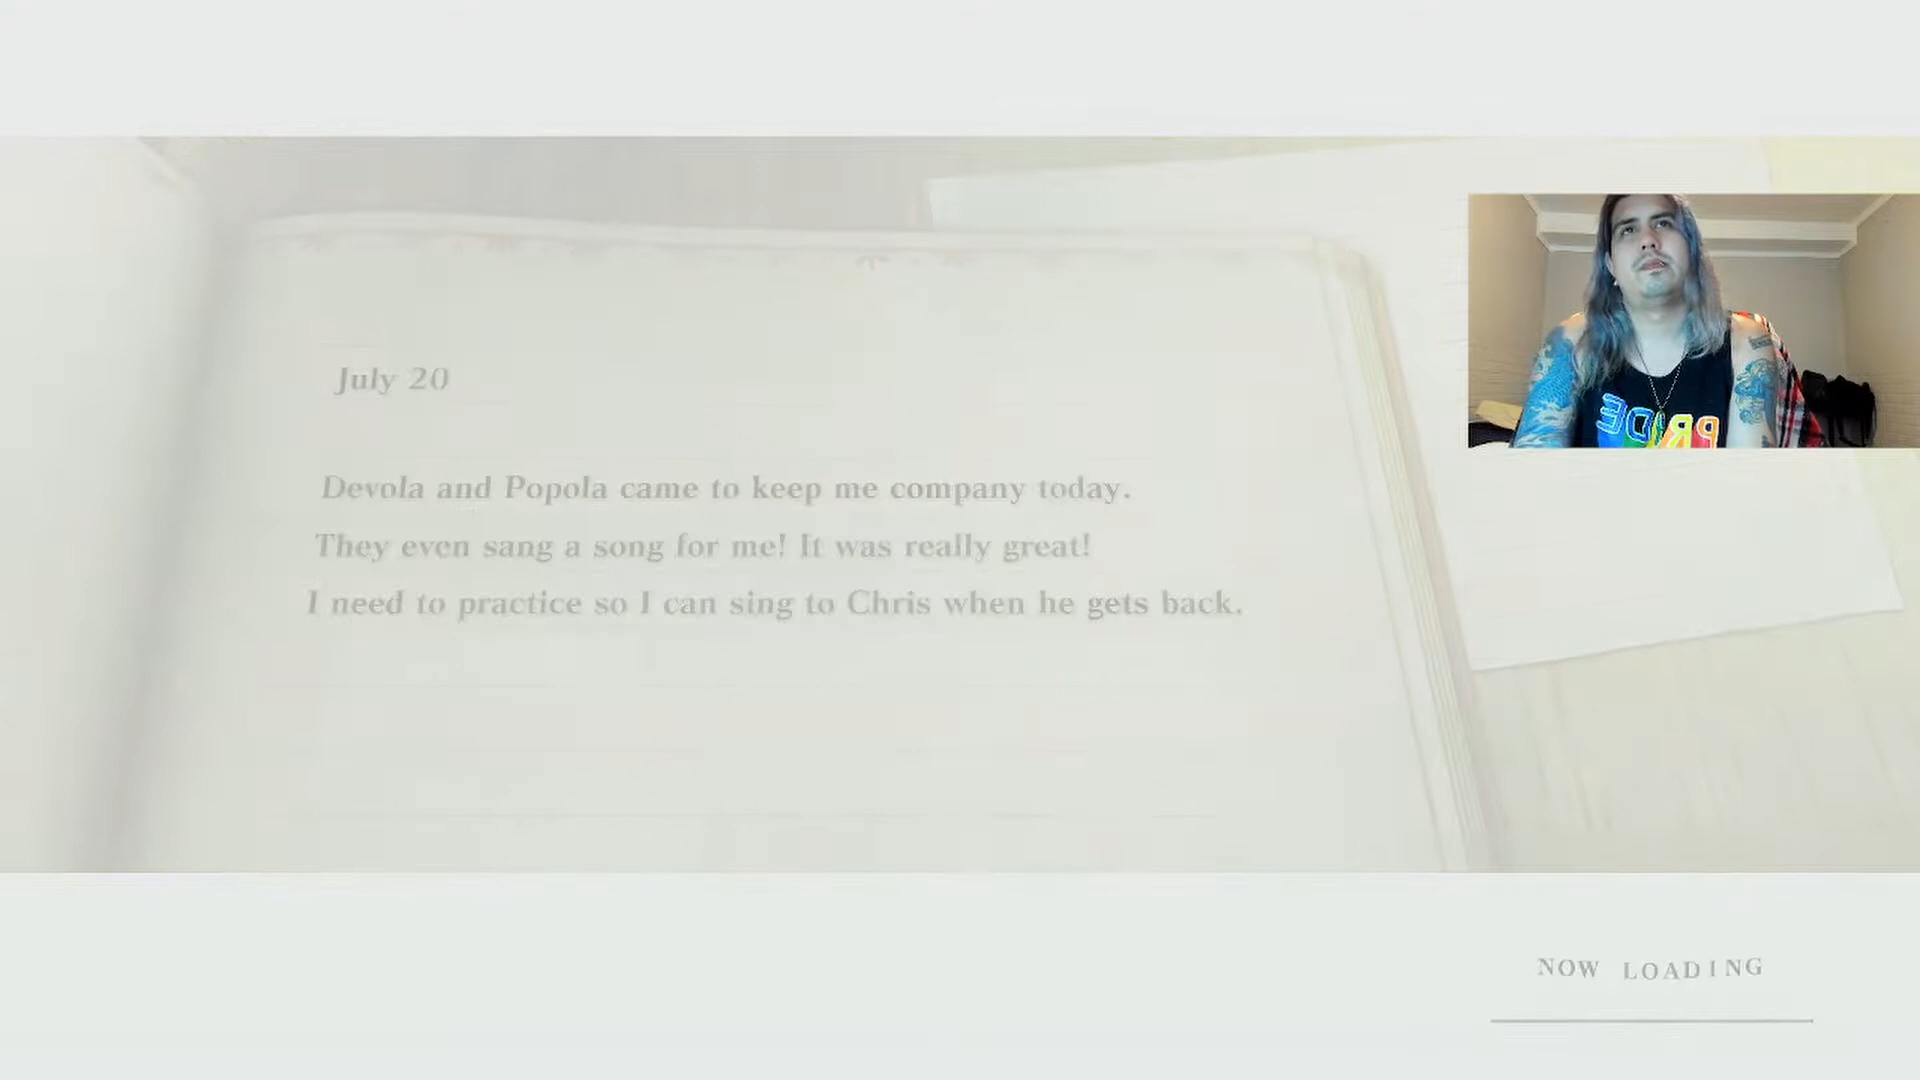 July 20
Devola and Popola came to keep me company today.
They even sang a song for me! It was really great!
I need to practice so I can sing to Chris when he gets back.
PRIDE
NOW LOADING